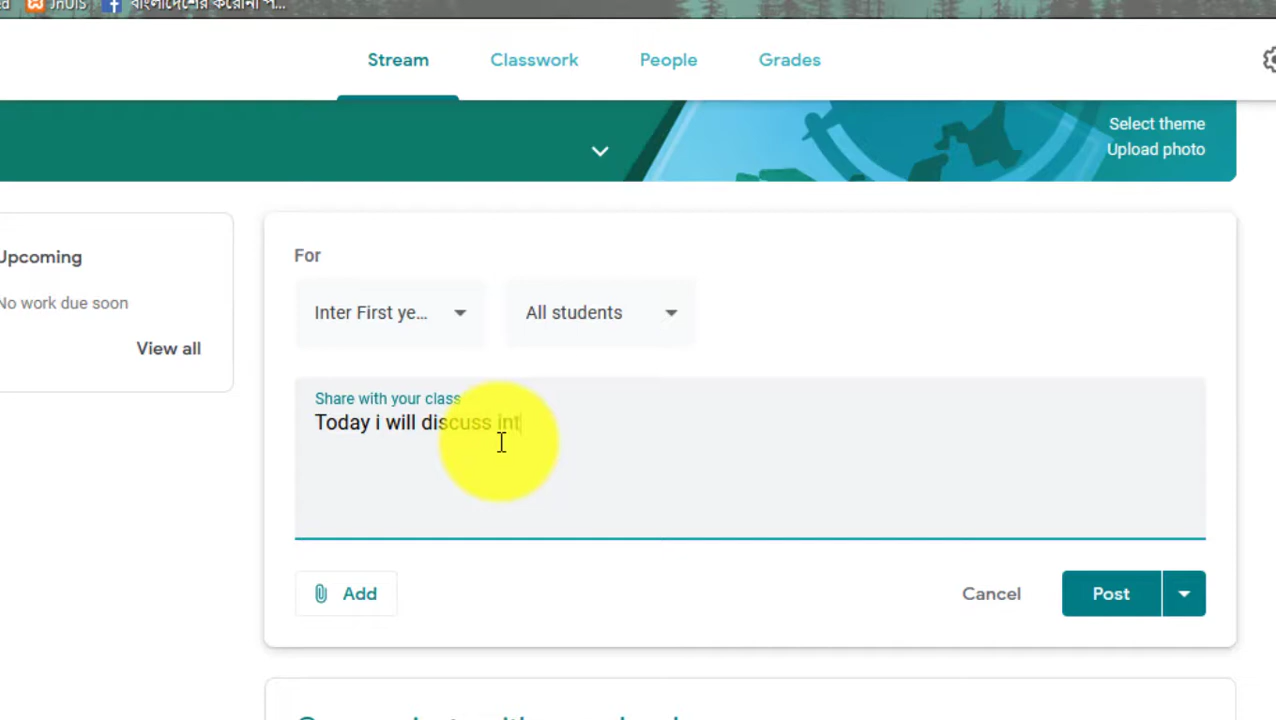 JnUIS বাংলাদেশের করোনা প...
Stream Classwork People Grades
Select theme
Upload photo
Upcoming
No work due soon
View all
For
Inter First ye... All students
Share with your class
Today i will discuss int
Add Cancel Post